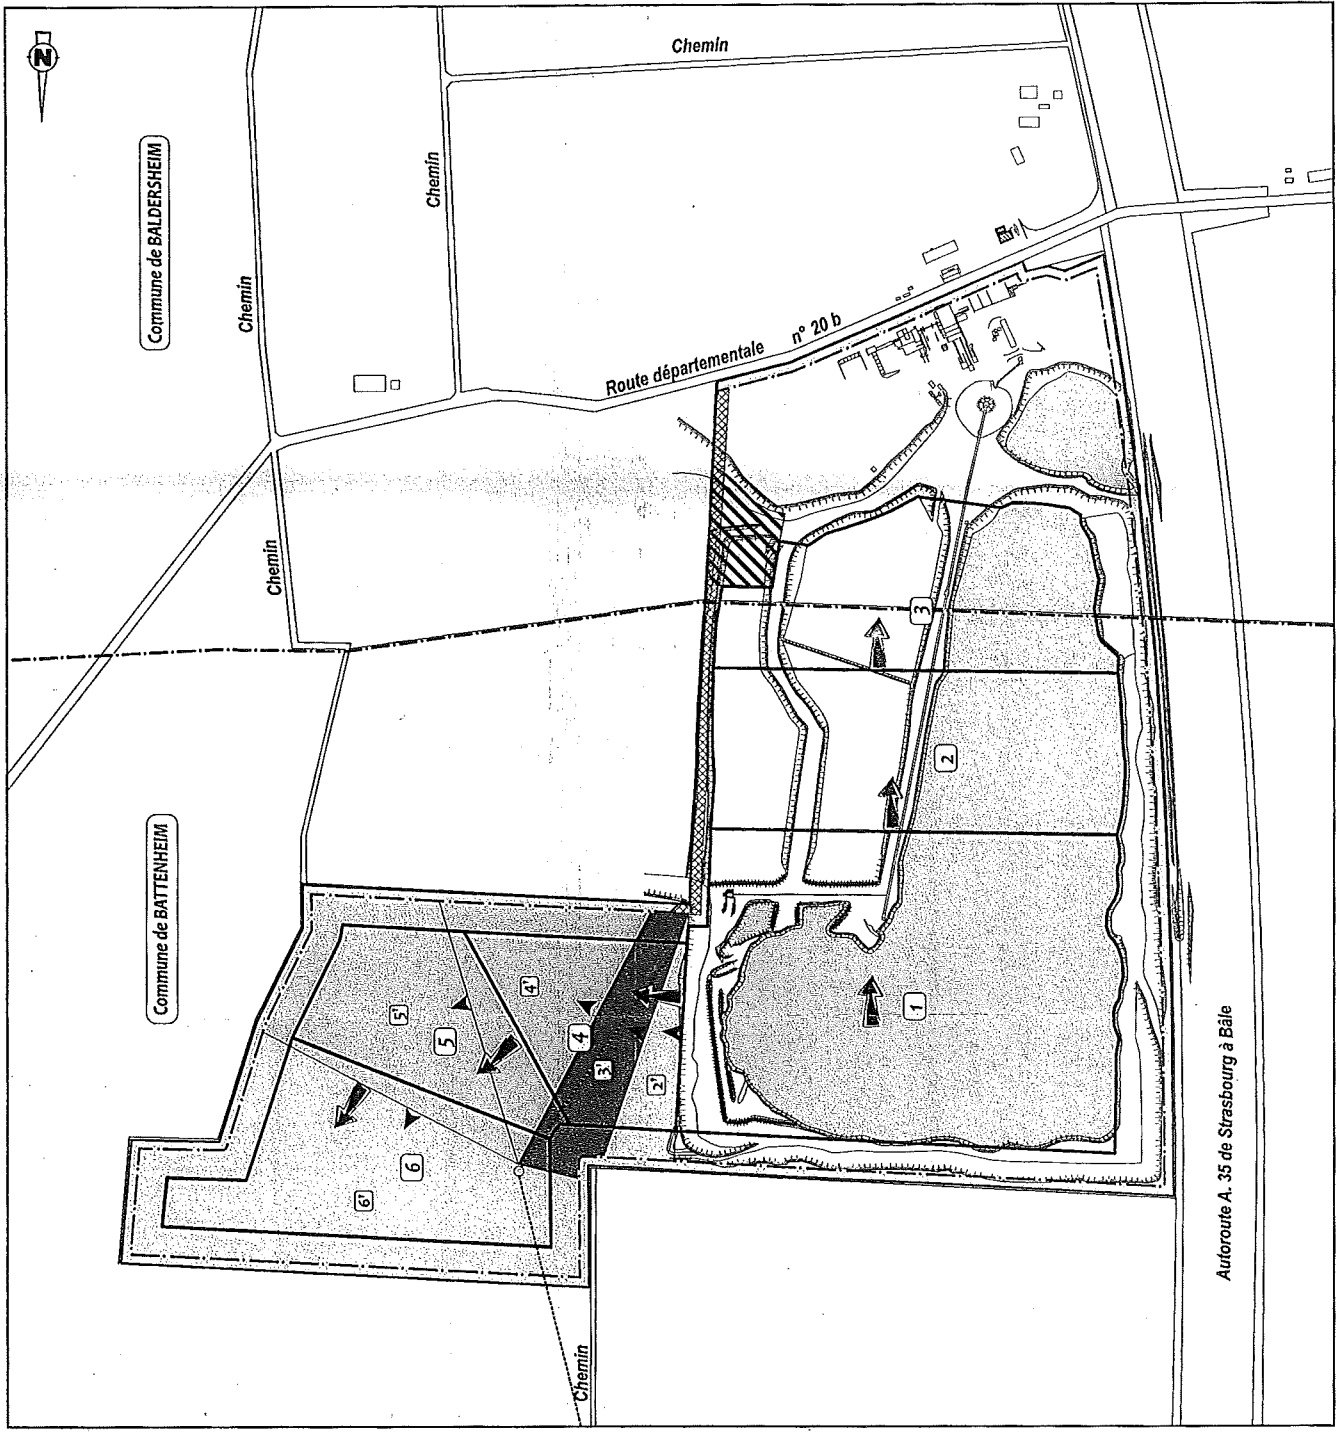 N
Chemin
Commune de BALDERSHEIM
Chemin
Chemin
Route départementale n° 20 b
Chemin
3
2
Commune de BATTENHEIM
5'
4'
5
4
1
3'
2'
6
6'
Autoroute A. 35 de Strasbourg à Bâle
Chemin